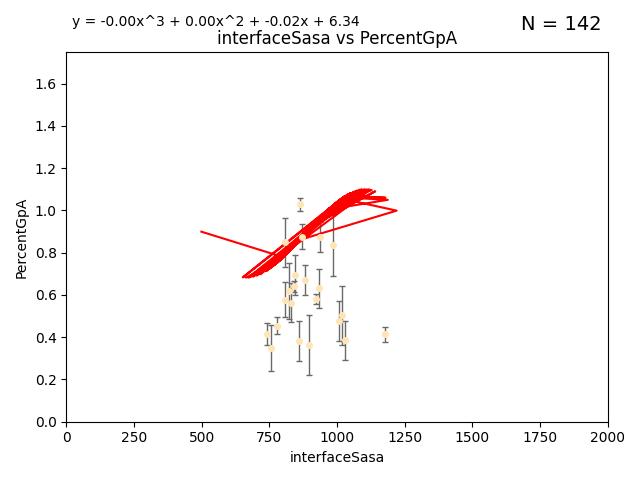 y = -0.00x^3 + 0.00x^2 + -0.02x + 6.34
N = 142
interfaceSasa vs PercentGpA
PercentGpA
1.6
1.4
1.2
1.0
0.8
0.6
0.4
0.2
0.0
0 250 500 750 1000 1250 1500 1750 2000
interfaceSasa